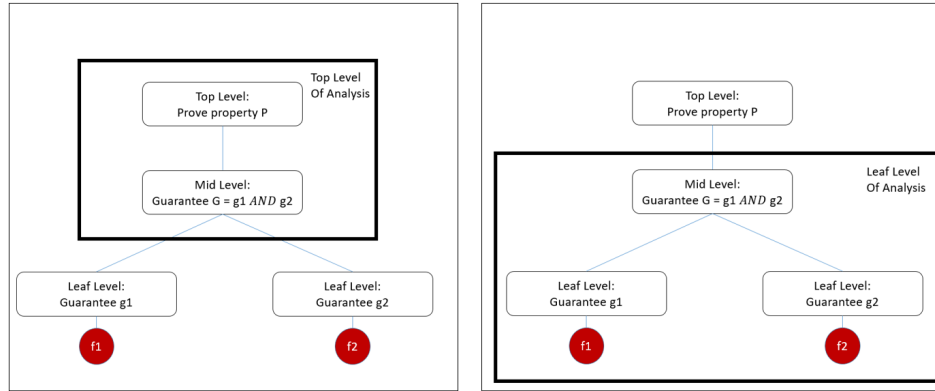 Top Level
Of Analysis
Top Level:
Prove property P
Mid Level:
Guarantee G = g1 AND g2
Leaf Level:
Guarantee g1
Leaf Level:
Guarantee g2
f1
f2
Top Level:
Prove property P
Leaf Level
Of Analysis
Mid Level:
Guarantee G = g1 AND g2
Leaf Level:
Guarantee g1
Leaf Level:
Guarantee g2
f1
f2